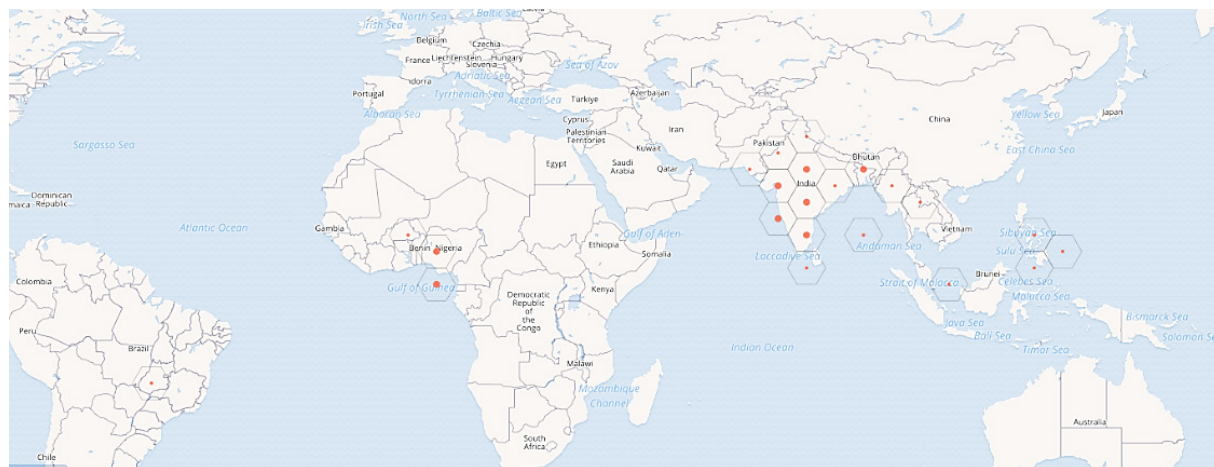 North Sea
Baltic Sea
Irish Sea
Belgium
Czechia
France
Liechtenstein
Hungary
Slovenia
Sea of Azov
Andorra
Adriatic Sea
Portugal
Tyrrhenian Sea
Aegean Sea
Türkiye
Azerbaijan
Alboran Sea
Cyprus
Palestinian
Territories
Iran
Kuwait
Pakistan
China
Yellow Sea
Japan
Sargasso Sea
East China Sea
Egypt
Saudi
Arabia
Qatar
Bhutan
India
Dominican
Republic
maica
Atlantic Ocean
Gambia
Benin
Nigeria
Ethiopia
Gulf of Aden
Somalia
Laccadive Sea
Andaman Sea
Vietnam
Sibuyan Sea
Sulu Sea
Colombia
Gulf of Guinea
Democratic
Republic
of the
Congo
Kenya
Strait of Malacca
Brunei
Celebes Sea
Molucca Sea
Peru
Brazil
Java Sea
Bali Sea
Timor Sea
Bismarck Sea
Solomon Se
Indian Ocean
Malawi
Mozambique
Channel
South
Africa
Australia
Chile